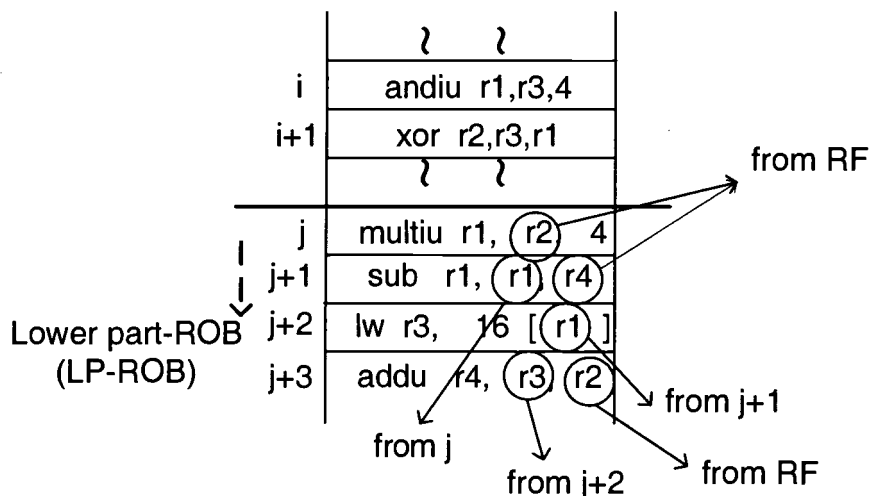 i andiu r1,r3,4
i+1 xor r2,r3,r1
from RF
j multiu r1, r2 4
j+1 sub r1, r1, r4
Lower part-ROB j+2 lw r3, 16 [ r1 ]
(LP-ROB) j+3 addu r4, r3, r2
from j+1
from j
from j+2 from RF